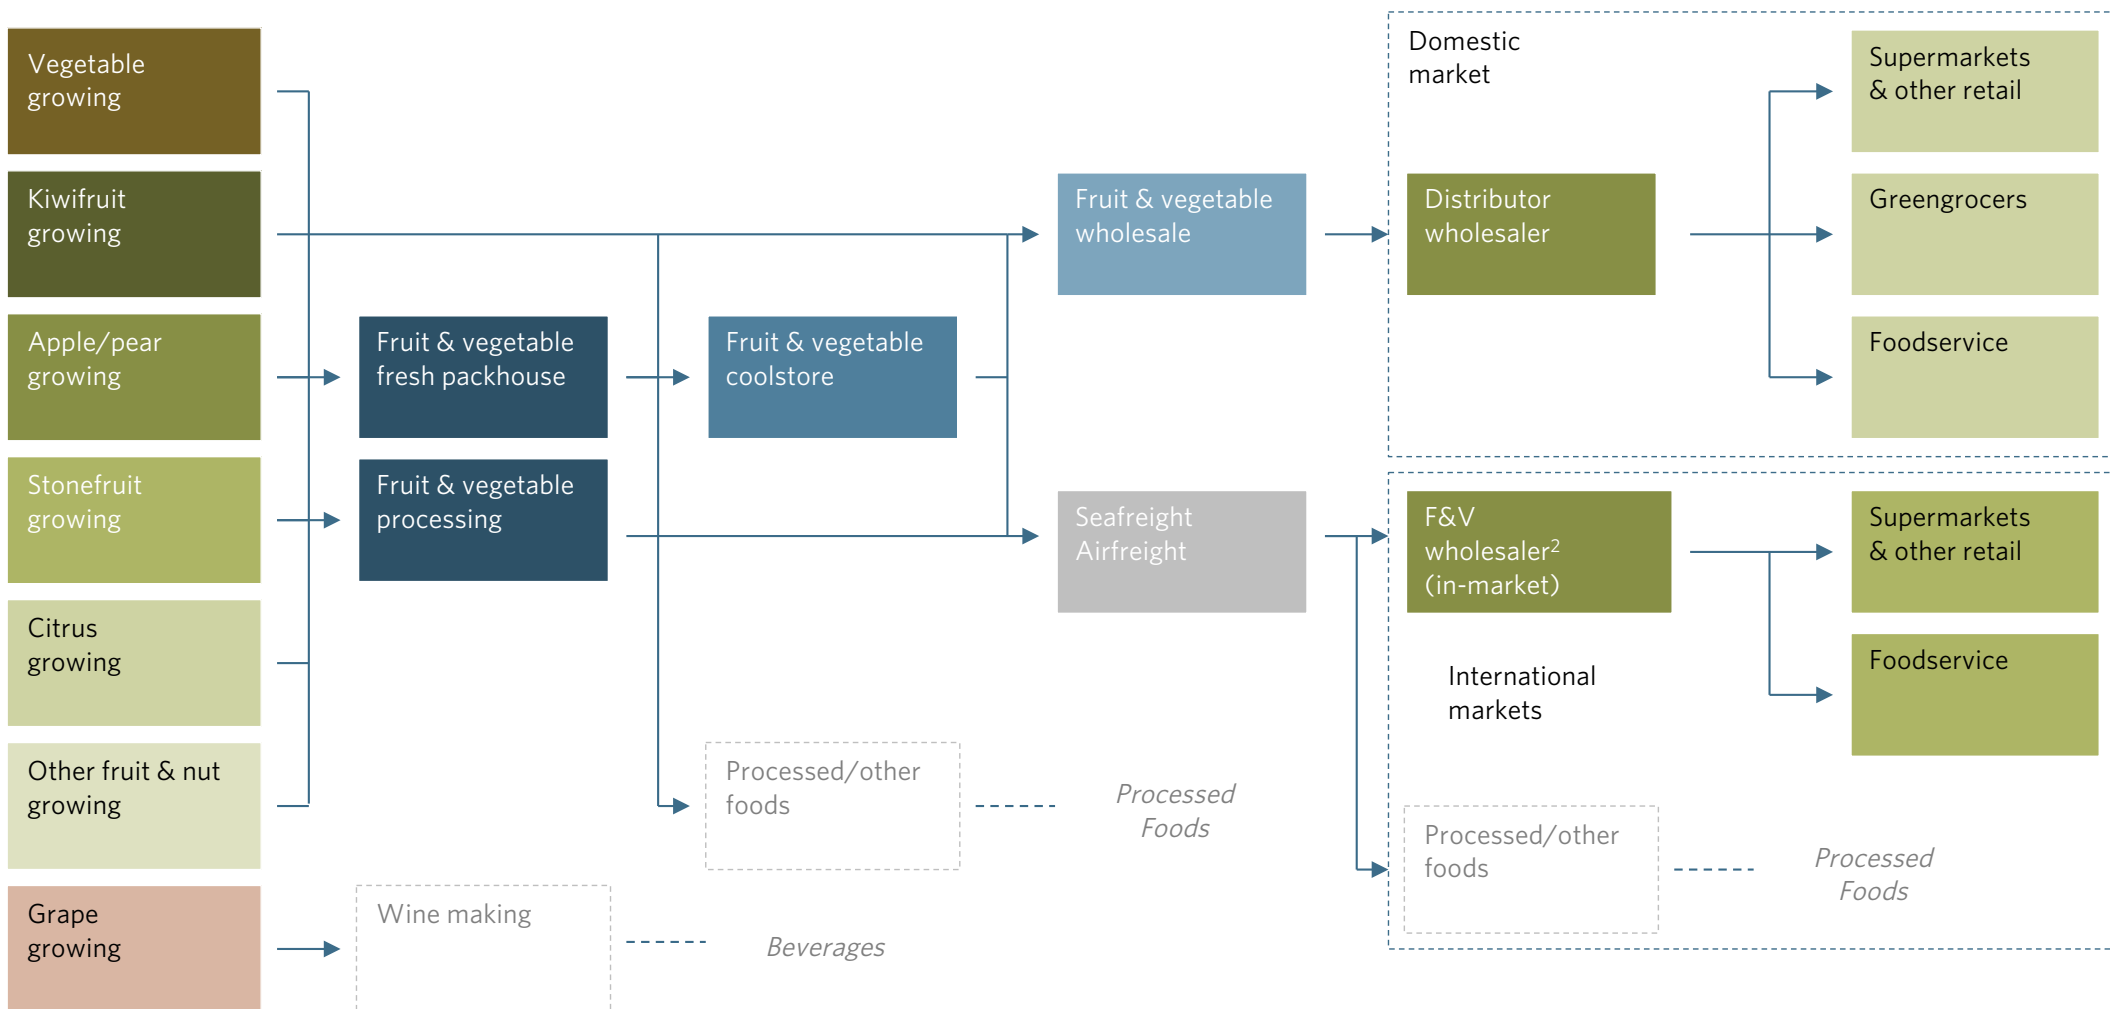 Vegetable
growing
Kiwifruit
growing
Apple/pear
growing
Stonefruit
growing
Citrus
growing
Other fruit & nut
growing
Grape
growing
Fruit & vegetable
fresh packhouse
Fruit & vegetable
processing
Wine making
Beverages
Fruit & vegetable
coolstore
Processed/other
foods
Processed
Foods
Fruit & vegetable
wholesale
Seafreight
Airfreight
Domestic
market
Distributor
wholesaler
Supermarkets
& other retail
Greengrocers
Foodservice
F&V
wholesaler²
(in-market)
International
markets
Supermarkets
& other retail
Foodservice
Processed/other
foods
Processed
Foods